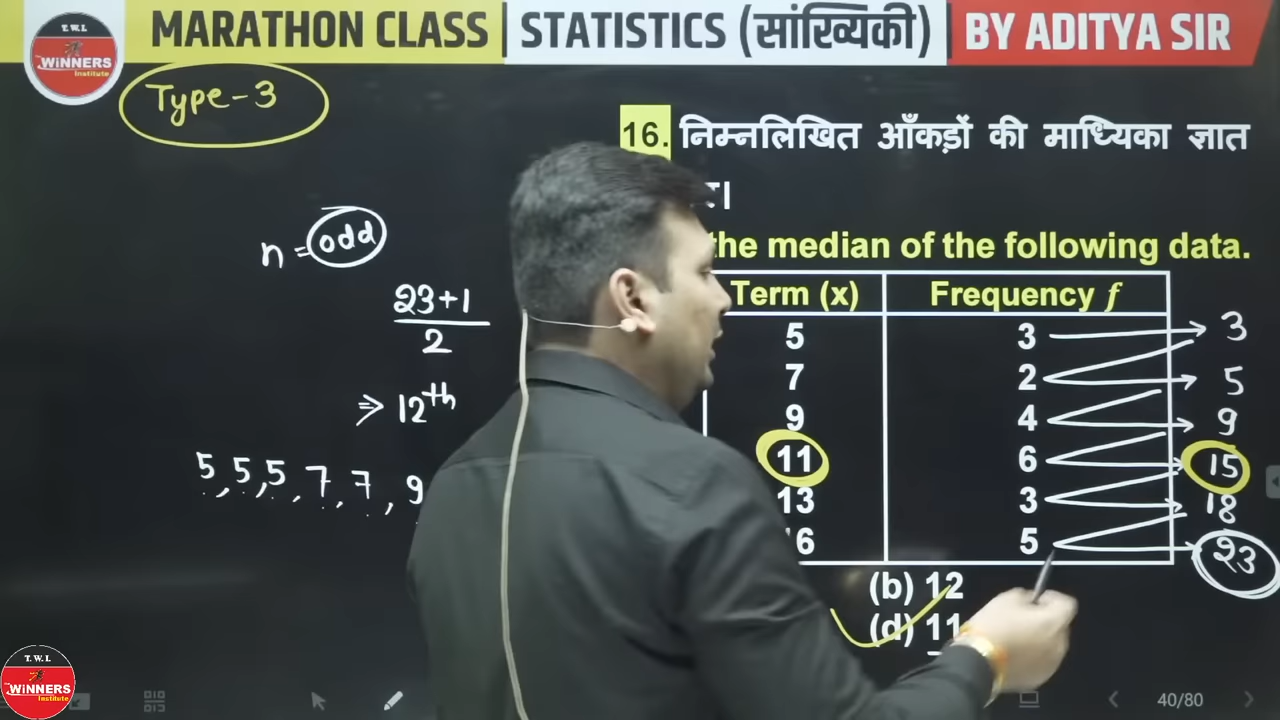 MARATHON CLASS STATISTICS (सांख्यिकी) BY ADITYA SIR
T.W.L
WiNNERS
Institute
Type-3
16. निम्नलिखित आँकड़ों की माध्यिका ज्ञात
the median of the following data.
n = odd
23+1
2
⇒ 12th
5, 5, 5, 7, 7, 9
Term (x) Frequency f
5 3 3
7 2 5
9 4 9
11 6 15
13 3 18
6 5 23
(b) 12
(d) 11
T.W.L
WiNNERS
Institute
40/80